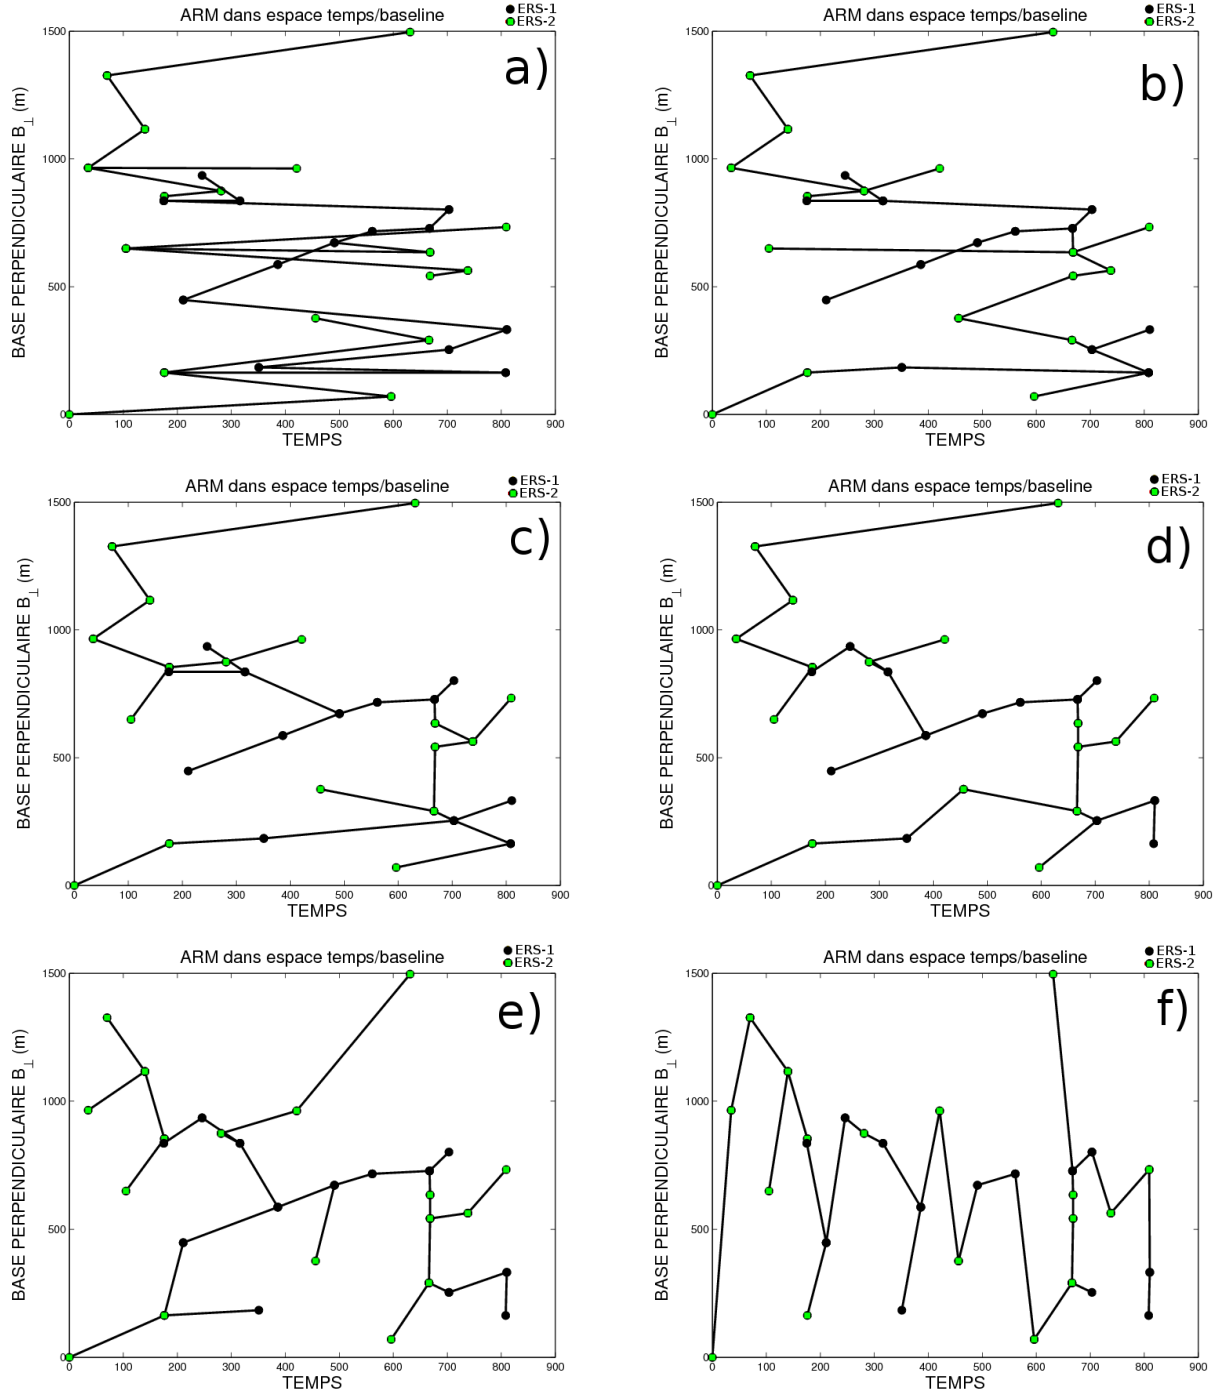 ARM dans espace temps/baseline
ERS-1
ERS-2
a)
BASE PERPENDICULAIRE B⊥ (m)
1500
1000
500
0
0 100 200 300 400 500 600 700 800 900
TEMPS
ARM dans espace temps/baseline
ERS-1
ERS-2
b)
BASE PERPENDICULAIRE B⊥ (m)
1500
1000
500
0
0 100 200 300 400 500 600 700 800 900
TEMPS
ARM dans espace temps/baseline
ERS-1
ERS-2
c)
BASE PERPENDICULAIRE B⊥ (m)
1500
1000
500
0
0 100 200 300 400 500 600 700 800 900
TEMPS
ARM dans espace temps/baseline
ERS-1
ERS-2
d)
BASE PERPENDICULAIRE B⊥ (m)
1500
1000
500
0
0 100 200 300 400 500 600 700 800 900
TEMPS
ARM dans espace temps/baseline
ERS-1
ERS-2
e)
BASE PERPENDICULAIRE B⊥ (m)
1500
1000
500
0
0 100 200 300 400 500 600 700 800 900
TEMPS
ARM dans espace temps/baseline
ERS-1
ERS-2
f)
BASE PERPENDICULAIRE B⊥ (m)
1500
1000
500
0
0 100 200 300 400 500 600 700 800 900
TEMPS